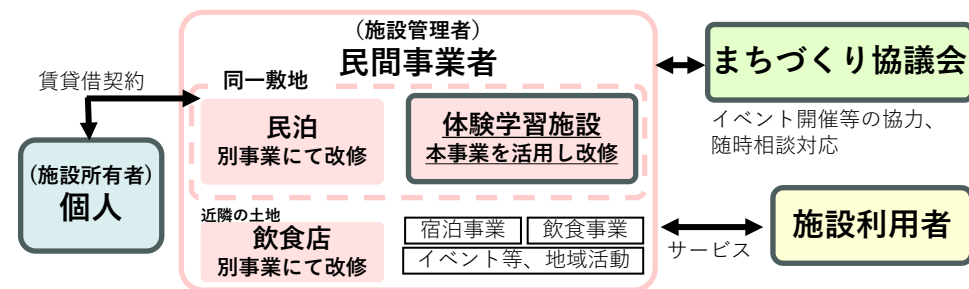 (施設管理者)
民間事業者
賃貸借契約
同一敷地
民泊
別事業にて改修
体験学習施設
本事業を活用し改修
(施設所有者)
個人
近隣の土地
飲食店
別事業にて改修
宿泊事業
飲食事業
イベント等、地域活動
まちづくり協議会
イベント開催等の協力、
随時相談対応
サービス
施設利用者